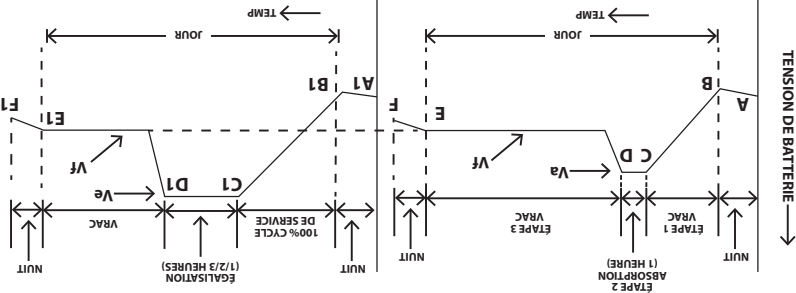 TENSION DE BATTERIE
NUIT
ÉTAPE 1
VRAC
ÉTAPE 2
ABSORPTION
(1 HEURE)
ÉTAPE 3
VRAC
NUIT
A
B
C
D
E
F
Va
Vf
JOUR
TEMP
NUIT
100% CYCLE
DE SERVICE
ÉGALISATION
(1/2/3 HEURES)
VRAC
NUIT
A1
B1
C1
D1
E1
F1
Ve
Vf
JOUR
TEMP